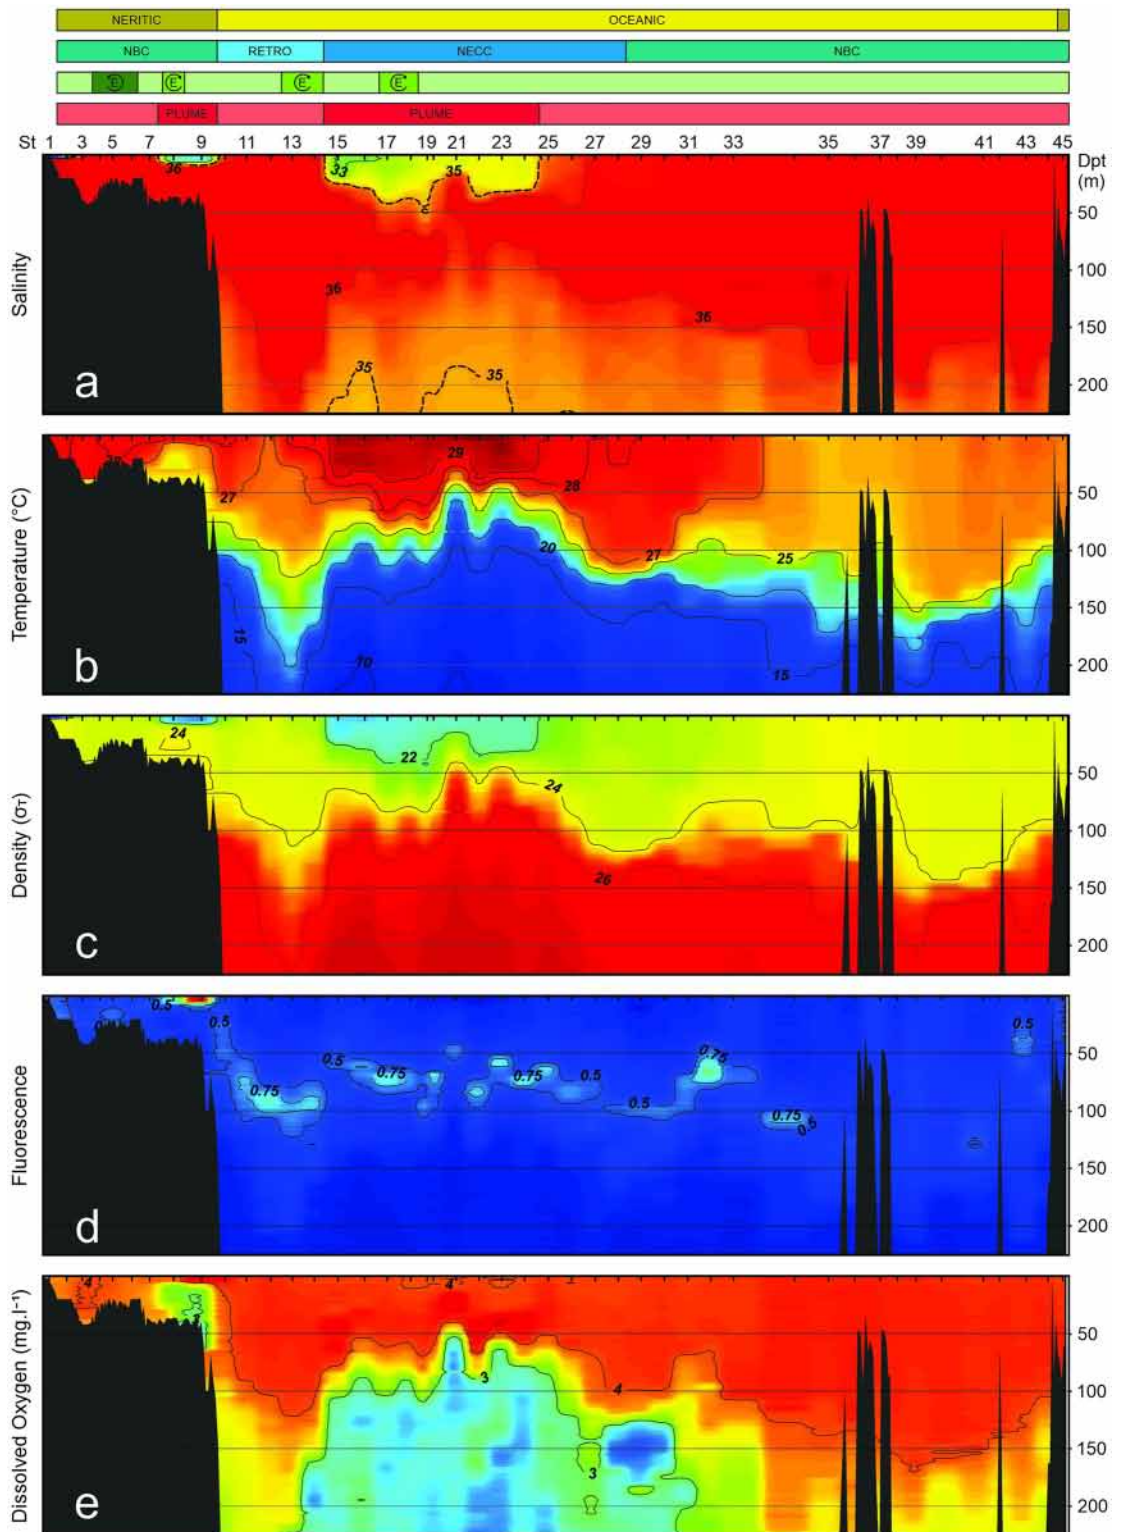 NERITIC OCEANIC
NBC RETRO NECC NBC
E E E E
PLUME PLUME
St 1 3 5 7 9 11 13 15 17 19 21 23 25 27 29 31 33 35 37 39 41 43 45
Dpt
(m)
36 33 35
50
100
36
36
150
35 35
200
Salinity
a
29
28
27
50
20 27 25
100
150
15
10 15
200
Temperature (°C)
b
24
22
24
50
100
26
150
200
Density (σT)
c
0.5 0.5 0.5
50
0.5 0.75 0.75 0.5 0.75
0.75 0.5 0.75 0.5
100
150
200
Fluorescence
d
4 4
50
3 4
100
150
3
200
Dissolved Oxygen (mg.l⁻¹)
e